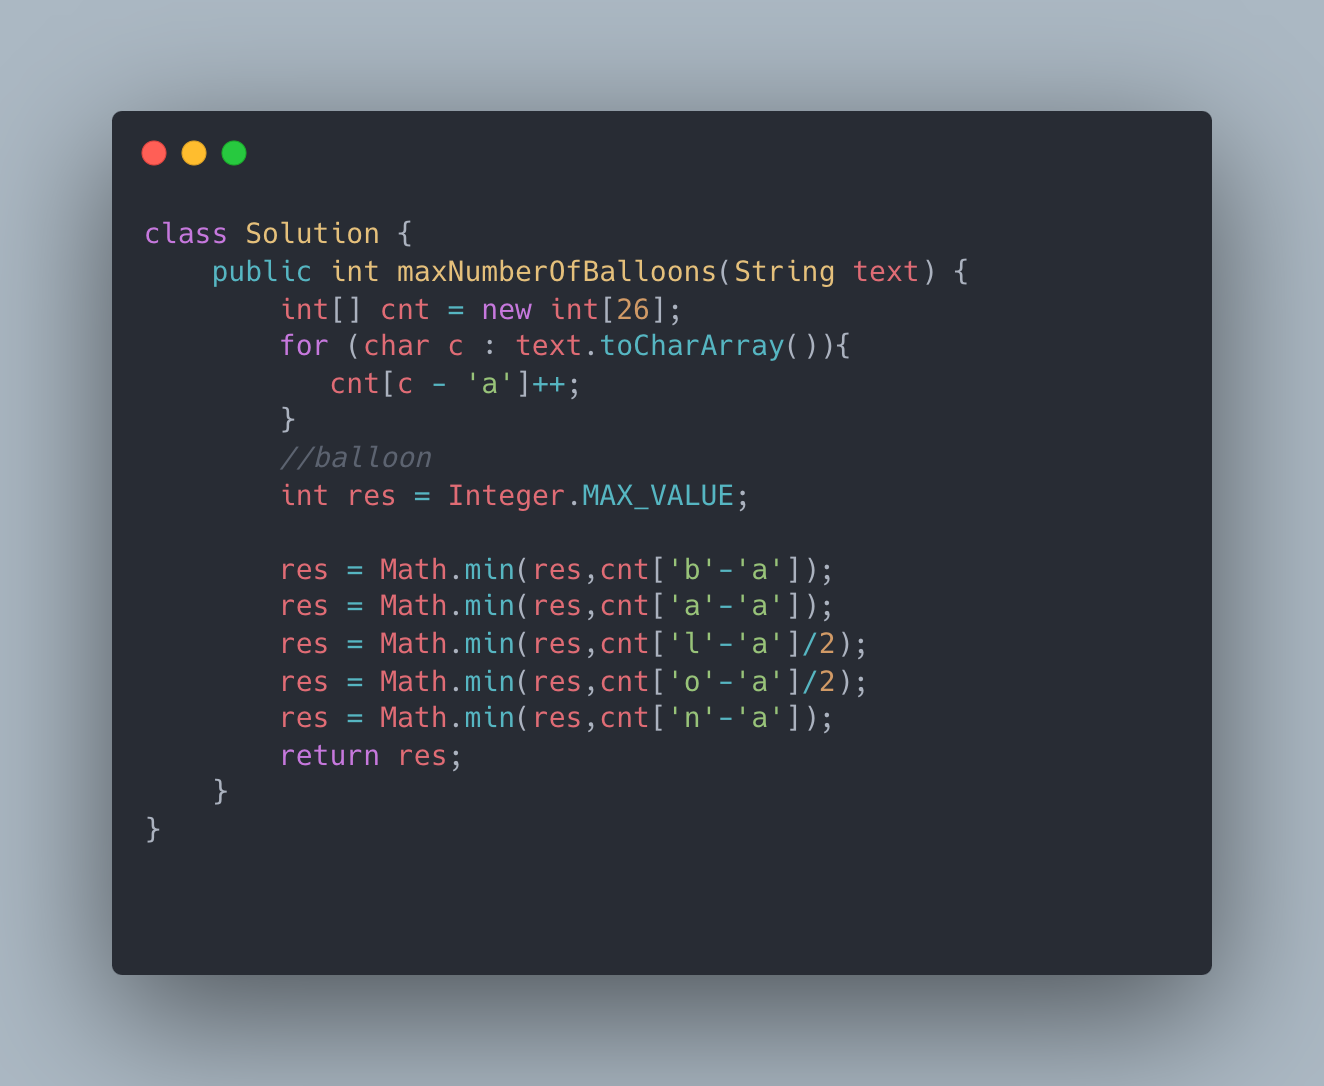 class Solution {
    public int maxNumberOfBalloons(String text) {
        int[] cnt = new int[26];
        for (char c : text.toCharArray()){
           cnt[c - 'a']++;
        }
        //balloon
        int res = Integer.MAX_VALUE;

        res = Math.min(res,cnt['b'-'a']);
        res = Math.min(res,cnt['a'-'a']);
        res = Math.min(res,cnt['l'-'a']/2);
        res = Math.min(res,cnt['o'-'a']/2);
        res = Math.min(res,cnt['n'-'a']);
        return res;
    }
}